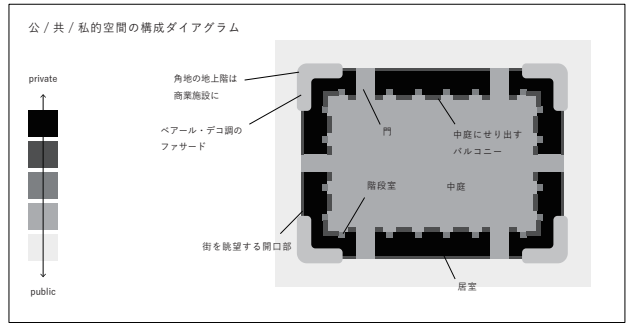 公 / 共 / 私的空間の構成ダイアグラム
private
public
角地の地上階は
商業施設に
ベアール・デコ調の
ファサード
門
中庭にせり出す
バルコニー
階段室
中庭
街を眺望する開口部
居室